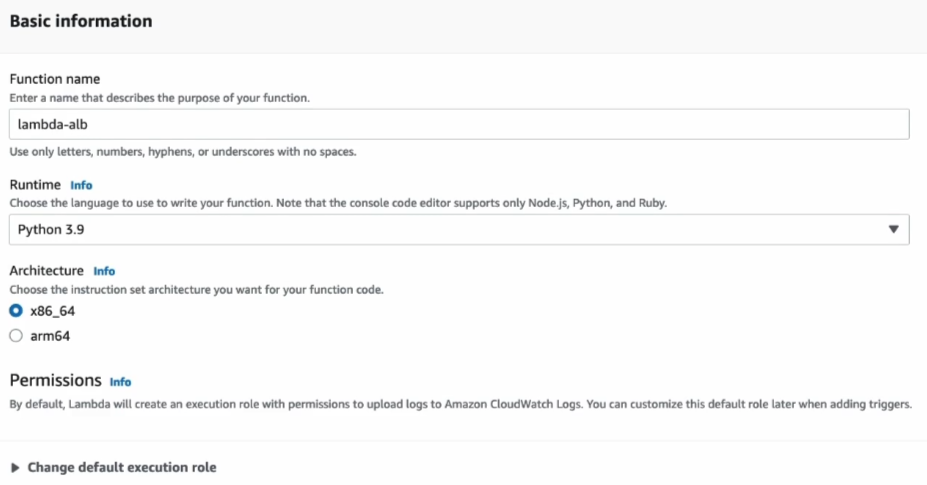 Basic information
Function name
Enter a name that describes the purpose of your function.
lambda-alb
Use only letters, numbers, hyphens, or underscores with no spaces.
Runtime Info
Choose the language to use to write your function. Note that the console code editor supports only Node.js, Python, and Ruby.
Python 3.9
Architecture Info
Choose the instruction set architecture you want for your function code.
x86_64
arm64
Permissions Info
By default, Lambda will create an execution role with permissions to upload logs to Amazon CloudWatch Logs. You can customize this default role later when adding triggers.
Change default execution role